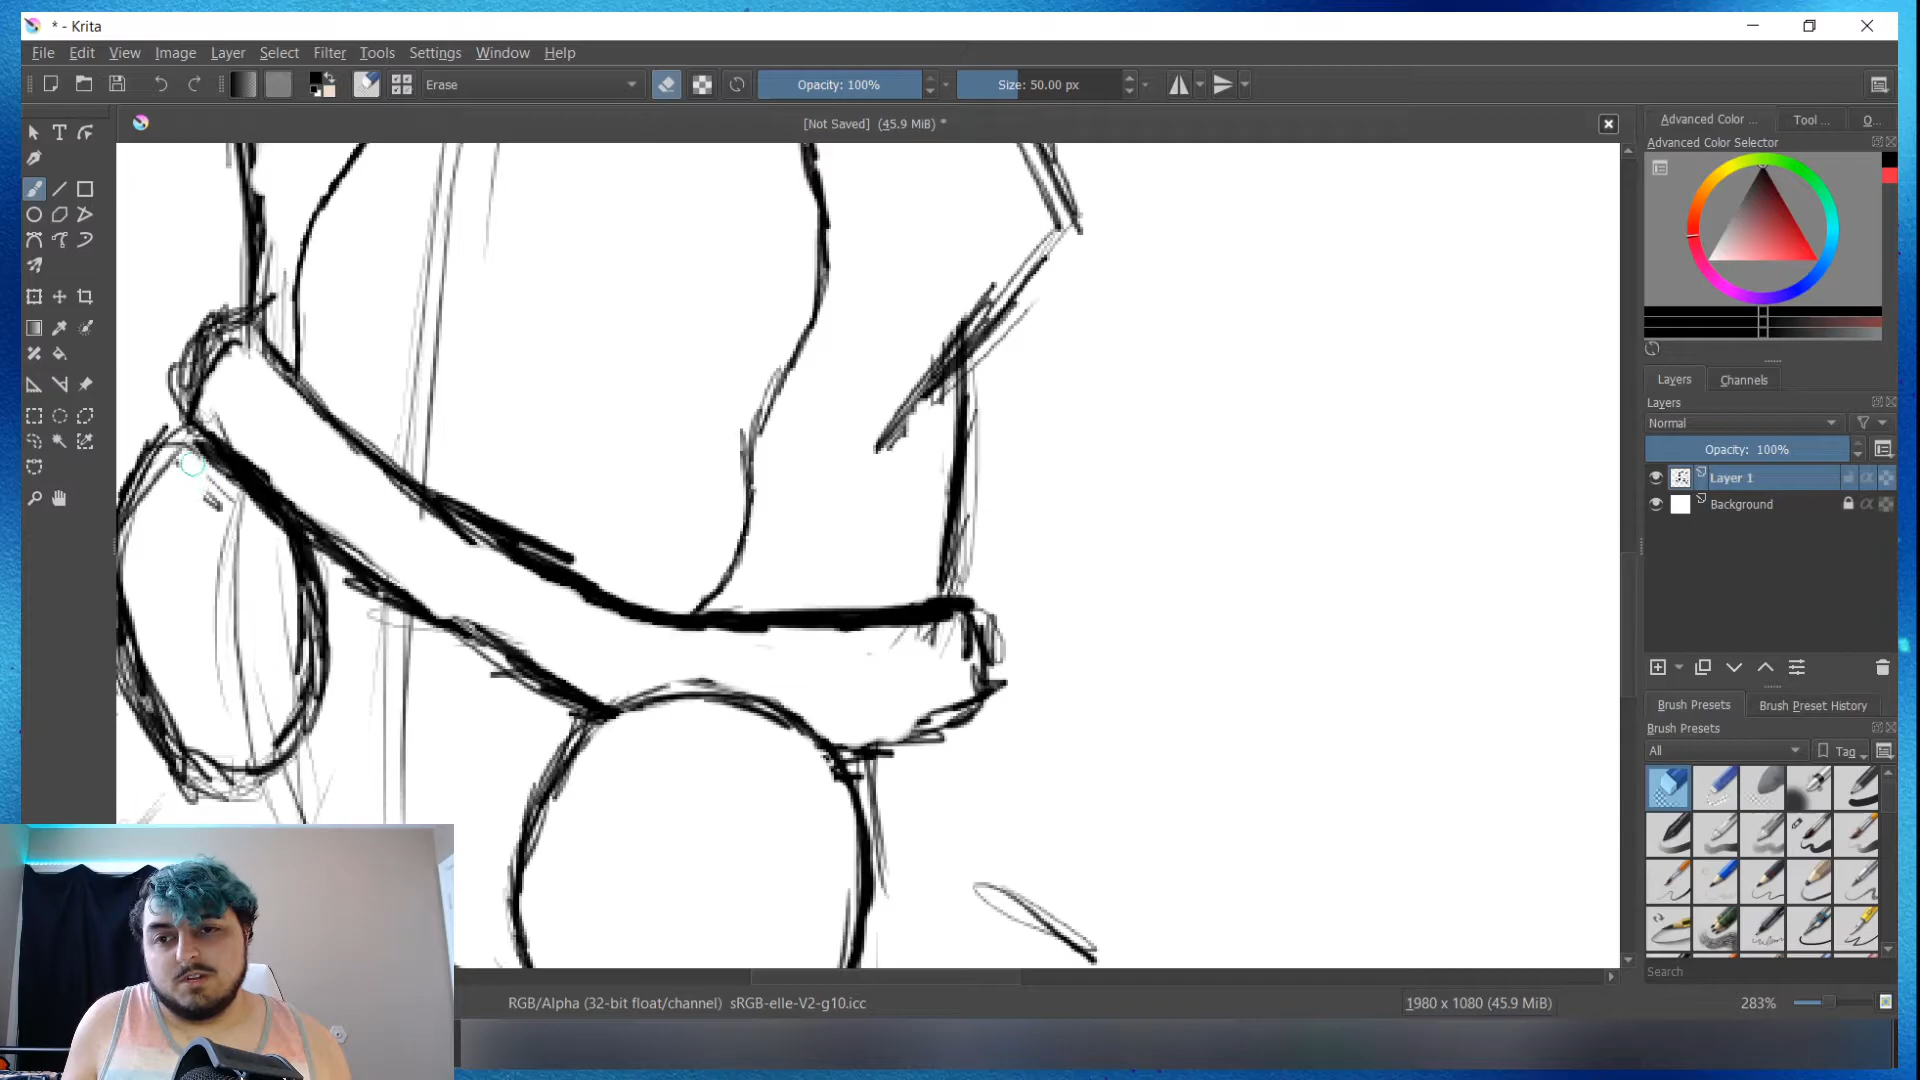 * - Krita
File Edit View Image Layer Select Filter Tools Settings Window Help
Erase
Opacity: 100%
Size: 50.00 px
[Not Saved] (45.9 MiB) *
Advanced Color ...
Tool ...
O...
Advanced Color Selector
Layers
Channels
Layers
Normal
Opacity: 100%
Layer 1
Background
Brush Presets
Brush Preset History
Brush Presets
All
Tag
Search
RGB/Alpha (32-bit float/channel) sRGB-elle-V2-g10.icc
1980 x 1080 (45.9 MiB)
283%